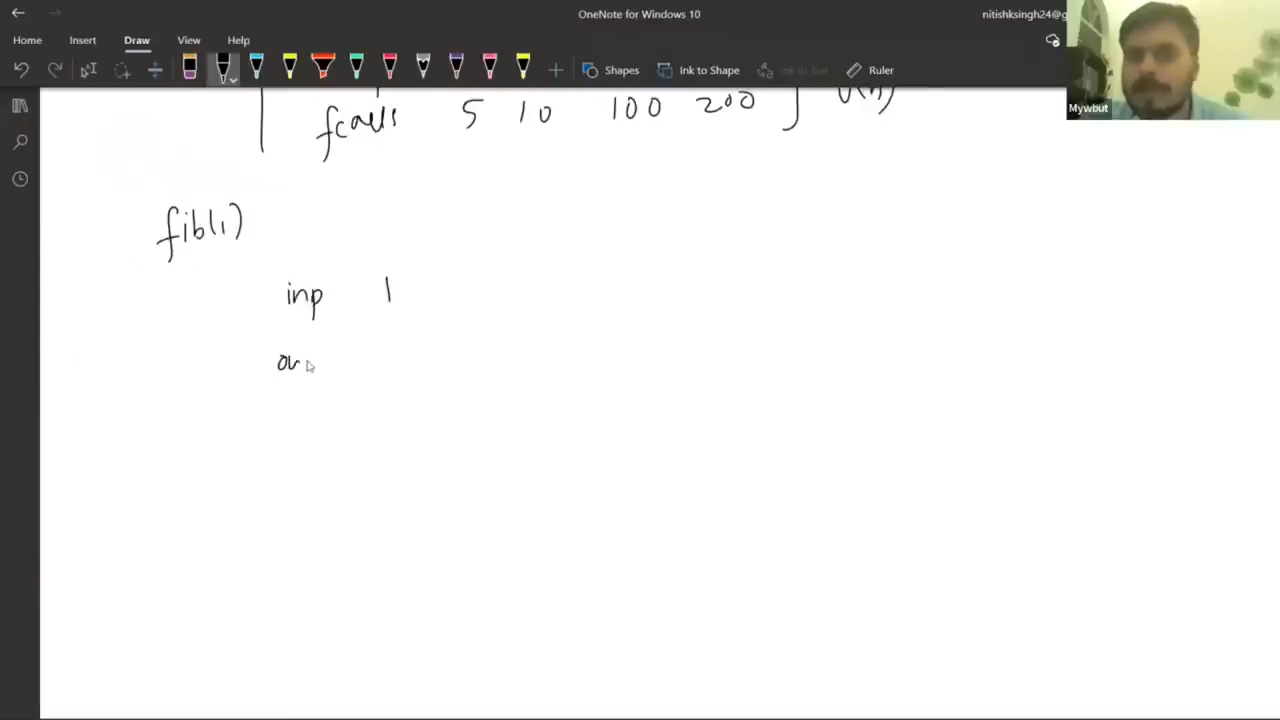 OneNote for Windows 10
nitishksingh24@g
Home Insert Draw View Help
Shapes Ink to Shape Ruler
Mywbut
fcalls 5 10 100 200
fib(1)
inp 1
ou